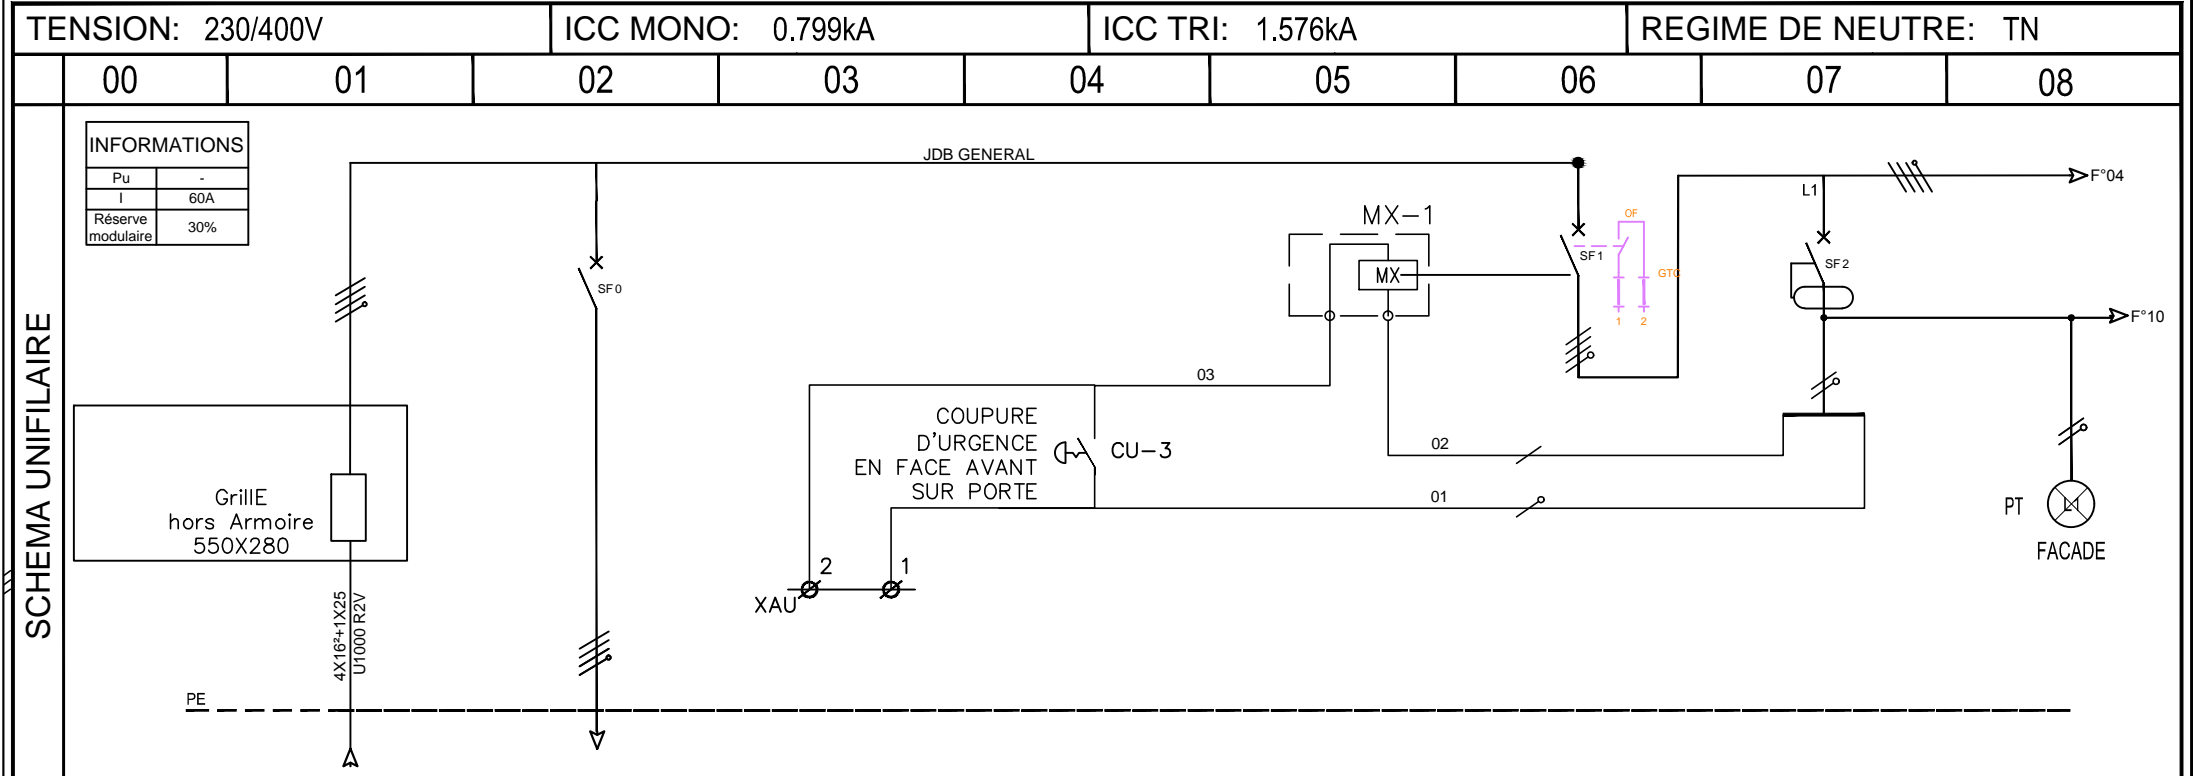 TENSION: 230/400V
ICC MONO: 0.799kA
ICC TRI: 1.576kA
REGIME DE NEUTRE: TN
00 01 02 03 04 05 06 07 08
SCHEMA UNIFILAIRE
INFORMATIONS
Pu -
I 60A
Réserve
modulaire 30%
JDB GENERAL
F°04
L1
MX-1
OF
SF1
SF2
MX
GTC
SF0
1 2
F°10
03
COUPURE
D'URGENCE
EN FACE AVANT
SUR PORTE
CU-3
02
01
GrillE
hors Armoire
550X280
PT
L1
FACADE
2 1
XAU
4X16²+1X25
U1000 R2V
PE